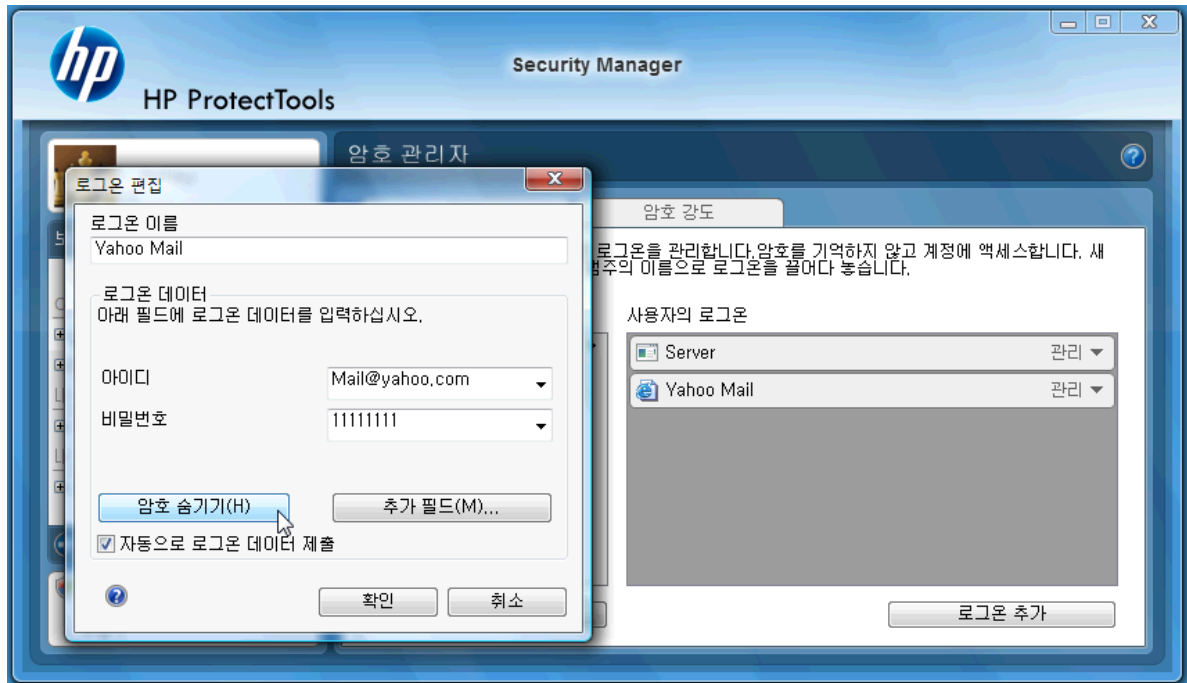 hp
HP ProtectTools
Security Manager
암호 관리자
암호 강도
로그온을 관리합니다.암호를 기억하지 않고 계정에 액세스합니다. 새
범주의 이름으로 로그온을 끌어다 놓습니다.
사용자의 로그온
Server
관리
Yahoo Mail
관리
로그온 추가
로그온 편집
로그온 이름
Yahoo Mail
로그온 데이터
아래 필드에 로그온 데이터를 입력하십시오.
아이디
Mail@yahoo.com
비밀번호
11111111
암호 숨기기(H)
추가 필드(M)...
자동으로 로그온 데이터 제출
확인
취소